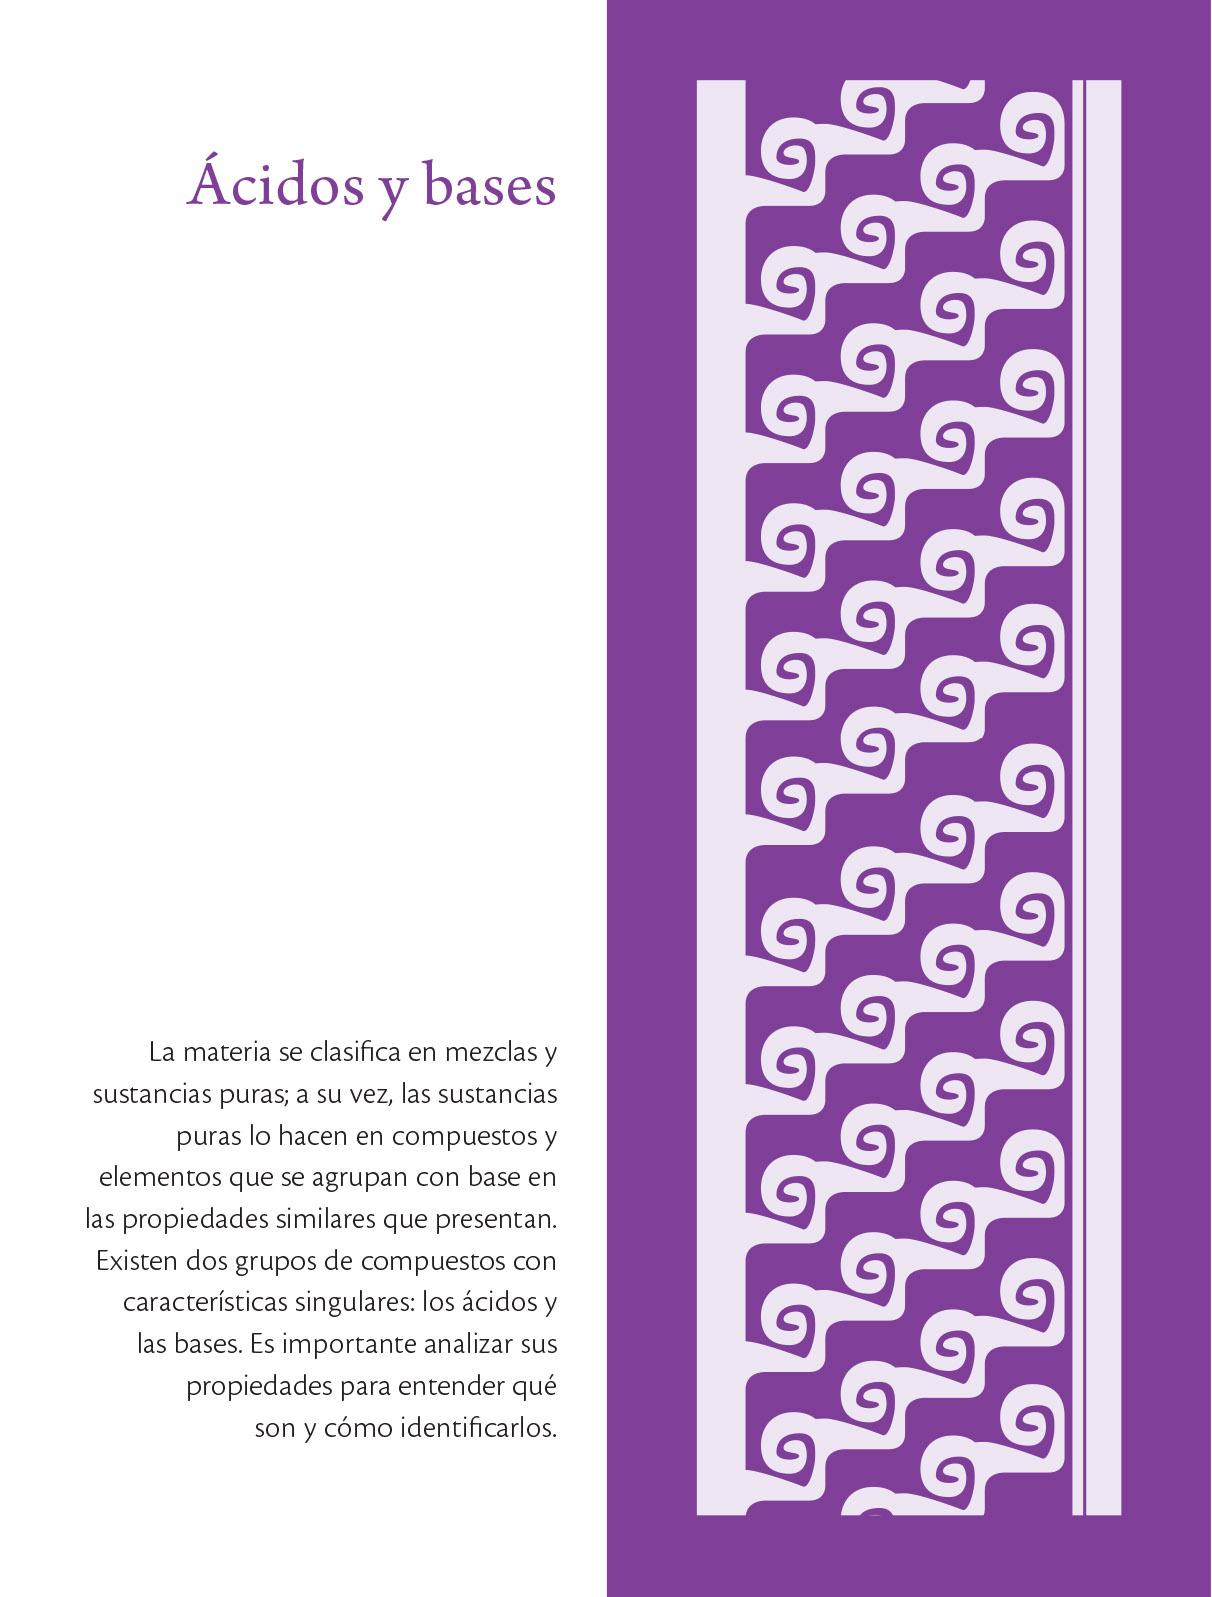 Ácidos y bases
La materia se clasifica en mezclas y
sustancias puras; a su vez, las sustancias
puras lo hacen en compuestos y
elementos que se agrupan con base en
las propiedades similares que presentan.
Existen dos grupos de compuestos con
características singulares: los ácidos y
las bases. Es importante analizar sus
propiedades para entender qué
son y cómo identificarlos.